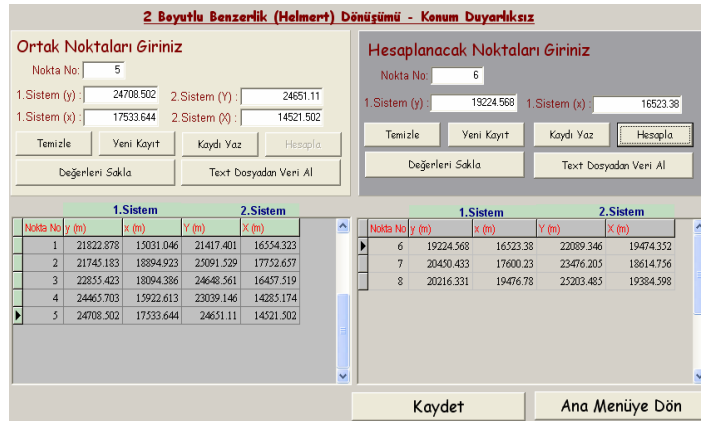 2 Boyutlu Benzerlik (Helmert) Dönüşümü - Konum Duyarlıksız
Ortak Noktaları Giriniz
Nokta No: 5
1.Sistem (y) : 24708.502 2.Sistem (Y) : 24651.11
1.Sistem (x) : 17533.644 2.Sistem (X) : 14521.502
Temizle Yeni Kayıt Kaydı Yaz Hesapla
Değerleri Sakla Text Dosyadan Veri Al
Hesaplanacak Noktaları Giriniz
Nokta No: 6
1.Sistem (y) : 19224.568 1.Sistem (x) : 16523.38
Temizle Yeni Kayıt Kaydı Yaz Hesapla
Değerleri Sakla Text Dosyadan Veri Al
1.Sistem 2.Sistem
Nokta No y (m) x (m) Y (m) X (m)
1 21822.878 15031.046 21417.401 16554.323
2 21745.183 18894.923 25091.529 17752.657
3 22855.423 18094.386 24648.561 16457.519
4 24465.703 15922.613 23039.146 14285.174
5 24708.502 17533.644 24651.11 14521.502
1.Sistem 2.Sistem
Nokta No y (m) x (m) Y (m) X (m)
6 19224.568 16523.38 22089.346 19474.352
7 20450.433 17600.23 23476.205 18614.756
8 20216.331 19476.78 25203.485 19384.598
Kaydet Ana Menüye Dön